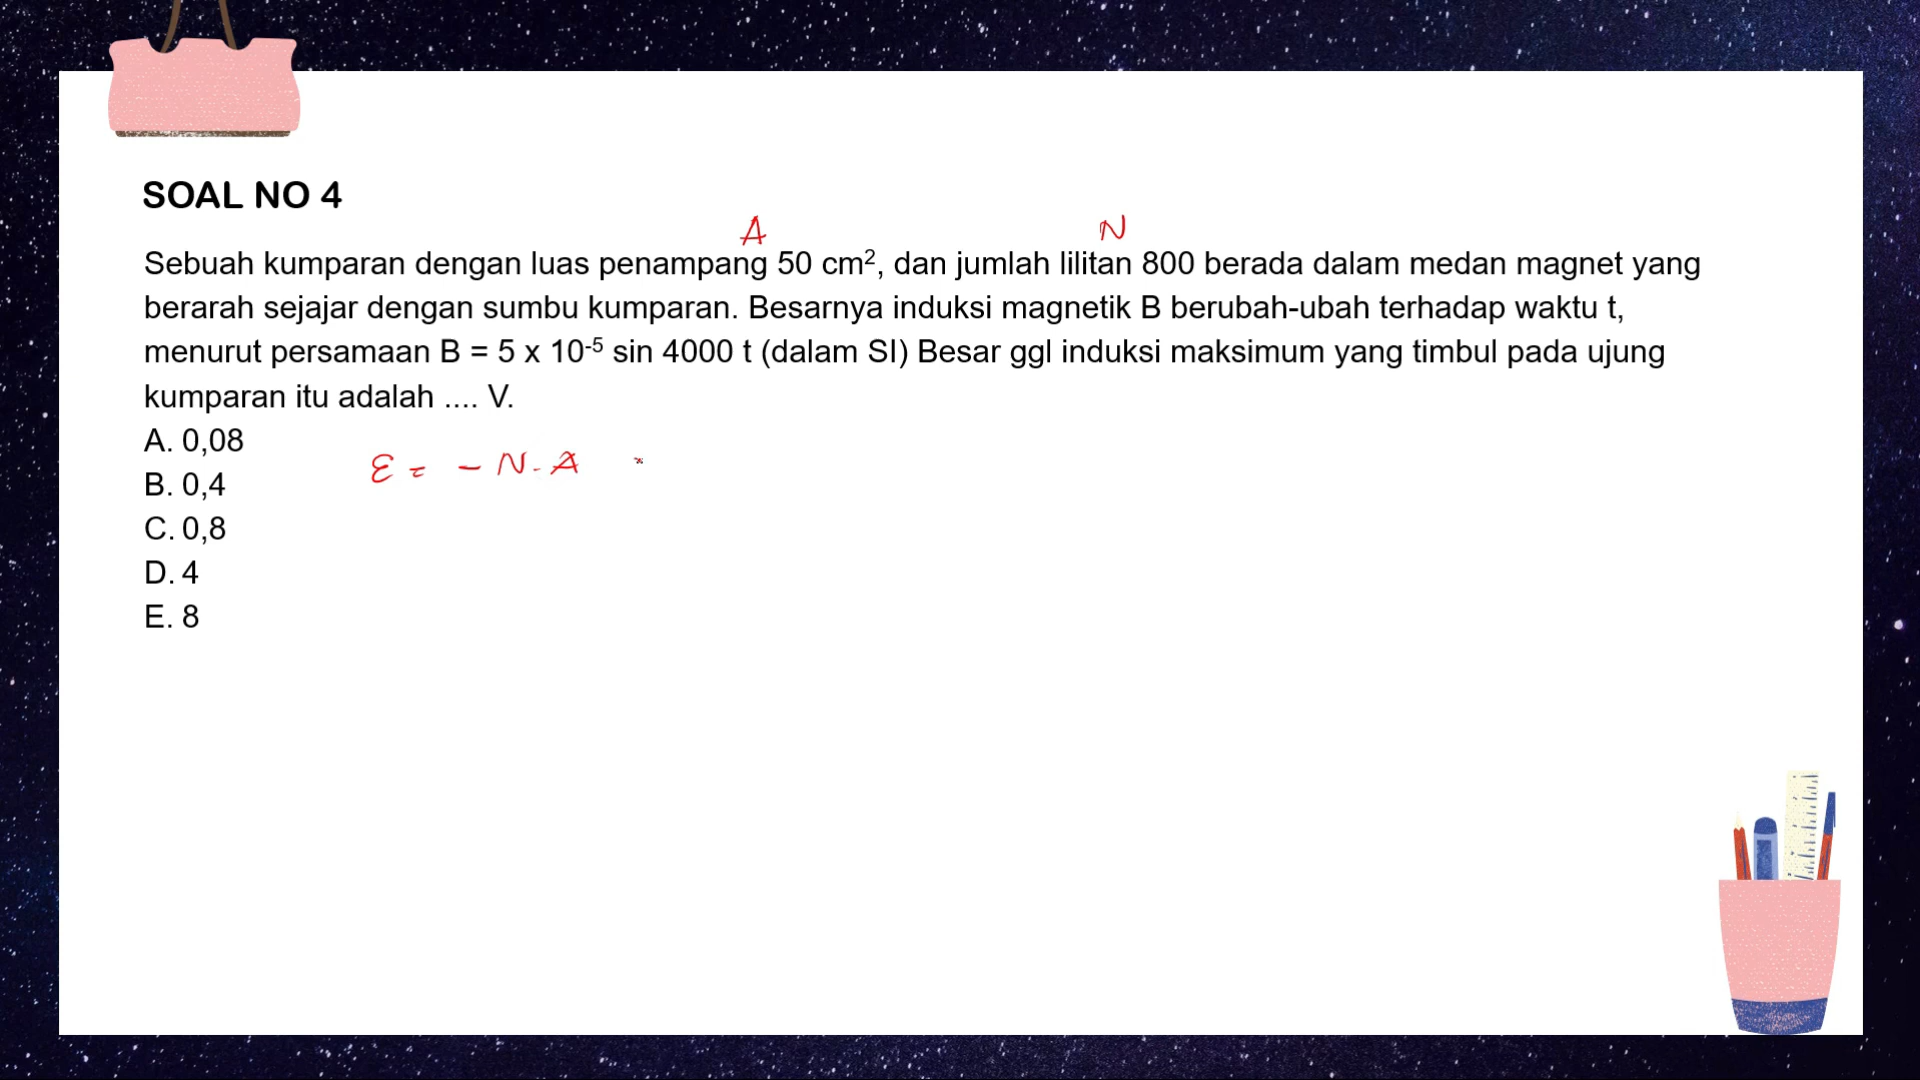 SOAL NO 4
A N
Sebuah kumparan dengan luas penampang 50 cm², dan jumlah lilitan 800 berada dalam medan magnet yang
berarah sejajar dengan sumbu kumparan. Besarnya induksi magnetik B berubah-ubah terhadap waktu t,
menurut persamaan B = 5 x 10⁻⁵ sin 4000 t (dalam SI) Besar ggl induksi maksimum yang timbul pada ujung
kumparan itu adalah .... V.
A. 0,08
ε = - N. A
B. 0,4
C. 0,8
D. 4
E. 8